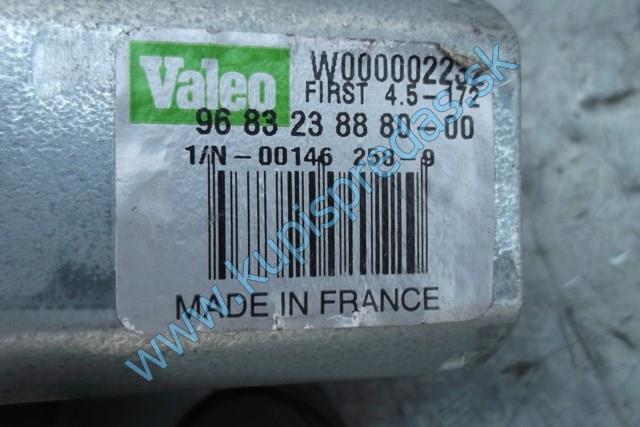 Valeo
FIRST 4.5-172
96 83 23 88 80-00
1/N-00146 258-9
MADE IN FRANCE
www.kupispredas.sk